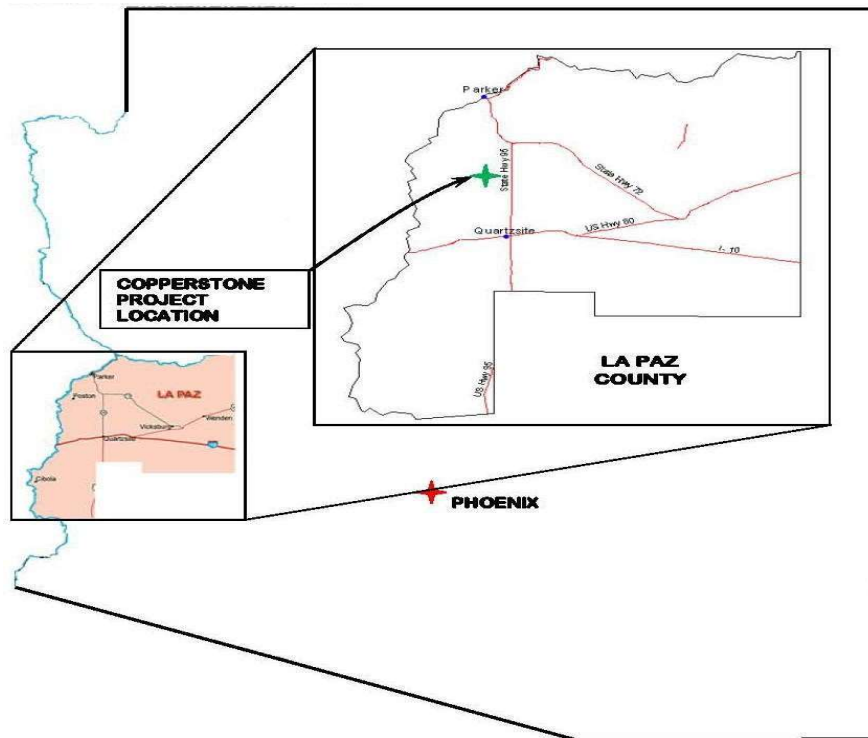 Parker
State Hwy 95
State Hwy 72
US Hwy 60
Quartzsite
I- 10
COPPERSTONE
PROJECT
LOCATION
LA PAZ
COUNTY
US Hwy 95
Parker
LA PAZ
Poston
Wenden
Vicksburg
Quartzsite
Cibola
PHOENIX